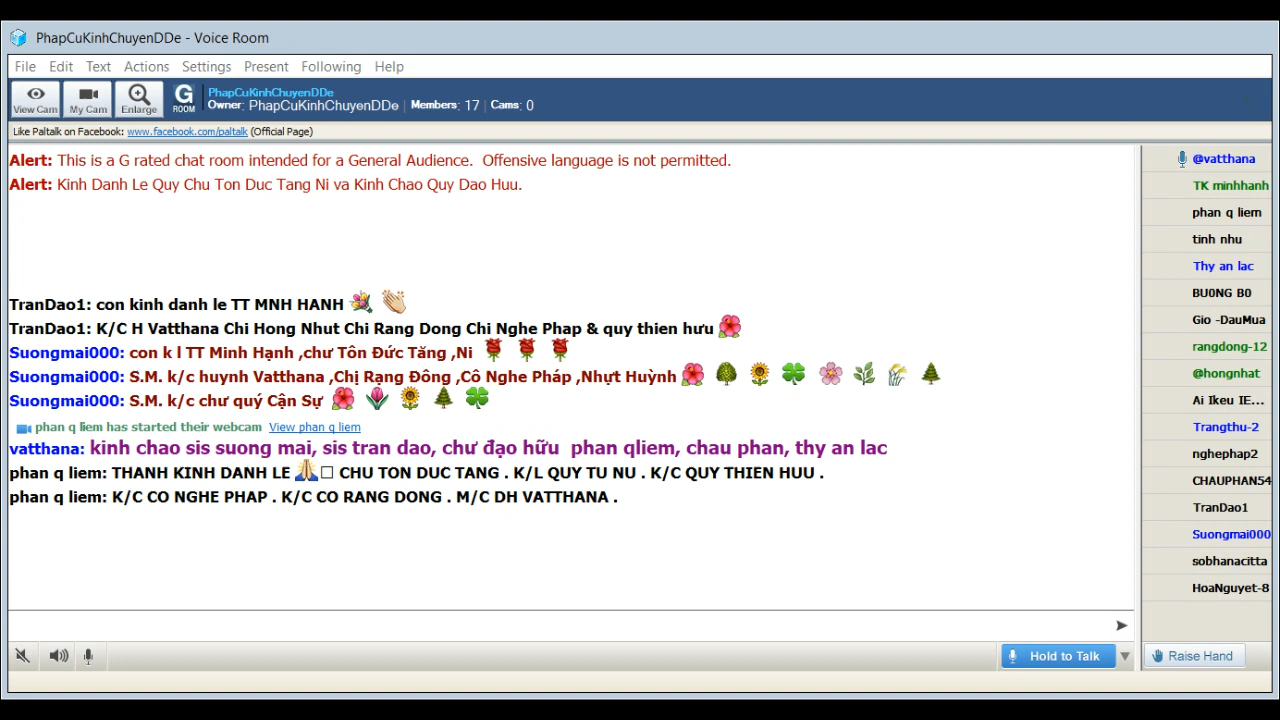 PhapCuKinhChuyenDDe - Voice Room
File Edit Text Actions Settings Present Following Help
View Cam My Cam Enlarge G ROOM PhapCuKinhChuyenDDe
Owner: PhapCuKinhChuyenDDe | Members: 17 | Cams: 0
Like Paltalk on Facebook: www.facebook.com/paltalk (Official Page)
Alert: This is a G rated chat room intended for a General Audience. Offensive language is not permitted.
Alert: Kinh Danh Le Quy Chu Ton Duc Tang Ni va Kinh Chao Quy Dao Huu.
TranDao1: con kinh danh le TT MNH HANH 💐 👏
TranDao1: K/C H Vatthana Chi Hong Nhut Chi Rang Dong Chi Nghe Phap & quy thien hưu 🌺
Suongmai000: con k l TT Minh Hạnh ,chư Tôn Đức Tăng ,Ni 🌹 🌹 🌹
Suongmai000: S.M. k/c huynh Vatthana ,Chị Rạng Đông ,Cô Nghe Pháp ,Nhựt Huỳnh 🌺 🌳 🌻 🍀 🌸 🌿 🌾 🌲
Suongmai000: S.M. k/c chư quý Cận Sự 🌺 🌷 🌻 🌲 🍀
phan q liem has started their webcam View phan q liem
vatthana: kinh chao sis suong mai, sis tran dao, chư đạo hữu phan qliem, chau phan, thy an lac
phan q liem: THANH KINH DANH LE 🙏□ CHU TON DUC TANG . K/L QUY TU NU . K/C QUY THIEN HUU .
phan q liem: K/C CO NGHE PHAP . K/C CO RANG DONG . M/C DH VATTHANA .
@vatthana
TK minhhanh
phan q liem
tinh nhu
Thy an lac
BU0NG B0
Gio -DauMua
rangdong-12
@hongnhat
Ai Ikeu IE...
Trangthu-2
nghephap2
CHAUPHAN54
TranDao1
Suongmai000
sobhanacitta
HoaNguyet-8
Hold to Talk
Raise Hand